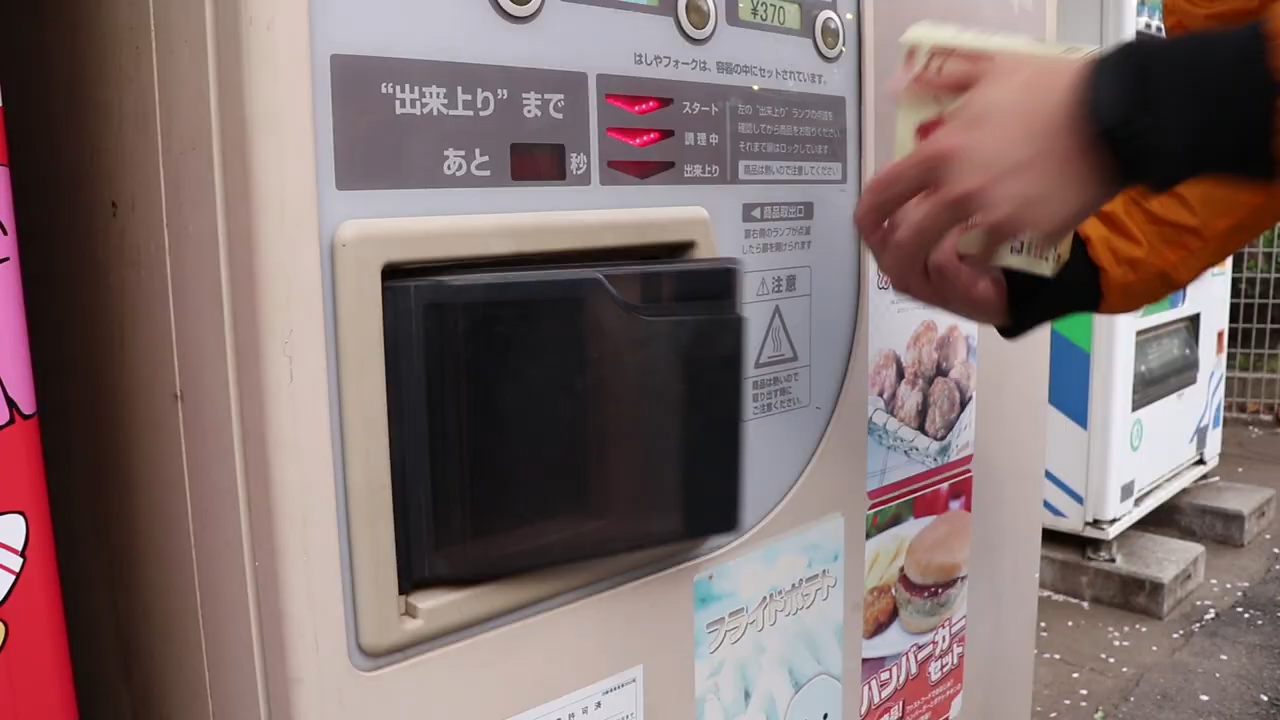 ¥370
はしやフォークは、容器の中にセットされています。
“出来上り”まで
あと 秒
スタート
調理中
出来上り
左の“出来上り”ランプの点滅を
確認してから商品をお取りください
それまで扉はロックしています
商品は熱いので注意してください
◀商品取出口
扉右側のランプが点滅
したら扉を開けられます
⚠注意
商品は熱いので
取り出す時に
ご注意ください。
フライドポテト
ハンバーガー
セット
許可済